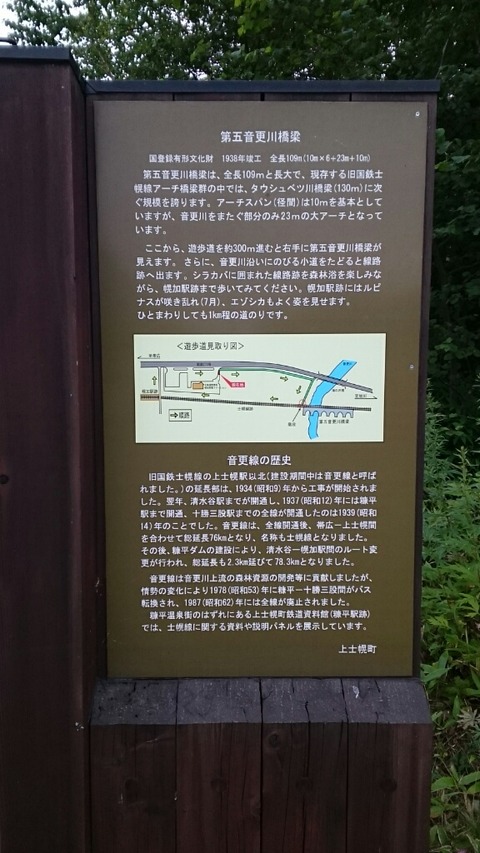 第五音更川橋梁
国登録有形文化財　1938年竣工　全長109m(10m×6+23m+10m)
　第五音更川橋梁は、全長109mと長大で、現存する旧国鉄士
幌線アーチ橋梁群の中では、タウシュベツ川橋梁(130m)に次
ぐ規模を誇ります。アーチスパン(径間)は10mを基本としてい
ますが、音更川をまたぐ部分のみ23mの大アーチとなって
います。
　ここから、遊歩道を約300m進むと右手に第五音更川橋梁が
見えます。さらに、音更川沿いにのびる小道をたどると線路
跡へ出ます。シラカバに囲まれた線路跡を森林浴を楽しみな
がら、幌加駅跡まで歩いてみてください。幌加駅跡にはルピ
ナスが咲き乱れ(7月)、エゾシカもよく姿を見せます。
ひとまわりしても1km程の道のりです。
＜遊歩道見取り図＞
現在地
士幌線跡
第五音更川橋梁
音更線の歴史
　旧国鉄士幌線の上士幌駅以北(建設期間中は音更線と呼ば
れました。)の延長部は、1934(昭和9)年から工事が開始されま
した。翌年、清水谷駅までが開通し、1937(昭和12)年には糠平
駅まで開通、十勝三股駅までの全線が開通したのは1939(昭和
14)年のことでした。音更線は、全線開通後、帯広ー上士幌間
を合わせて総延長76kmとなり、名称も士幌線となりました。
その後、糠平ダムの建設により、清水谷ー幌加駅間のルート変
更が行われ、総延長も2.3km延びて78.3kmとなりました。
　音更線は音更川上流の森林資源の開発等に貢献しましたが、
情勢の変化により1978(昭和53)年に糠平ー十勝三股間がバス
転換され、1987(昭和62)年には全線が廃止されました。
　糠平温泉街のはずれにある上士幌町鉄道資料館(糠平駅跡)
では、士幌線に関する資料や説明パネルを展示しています。
上士幌町